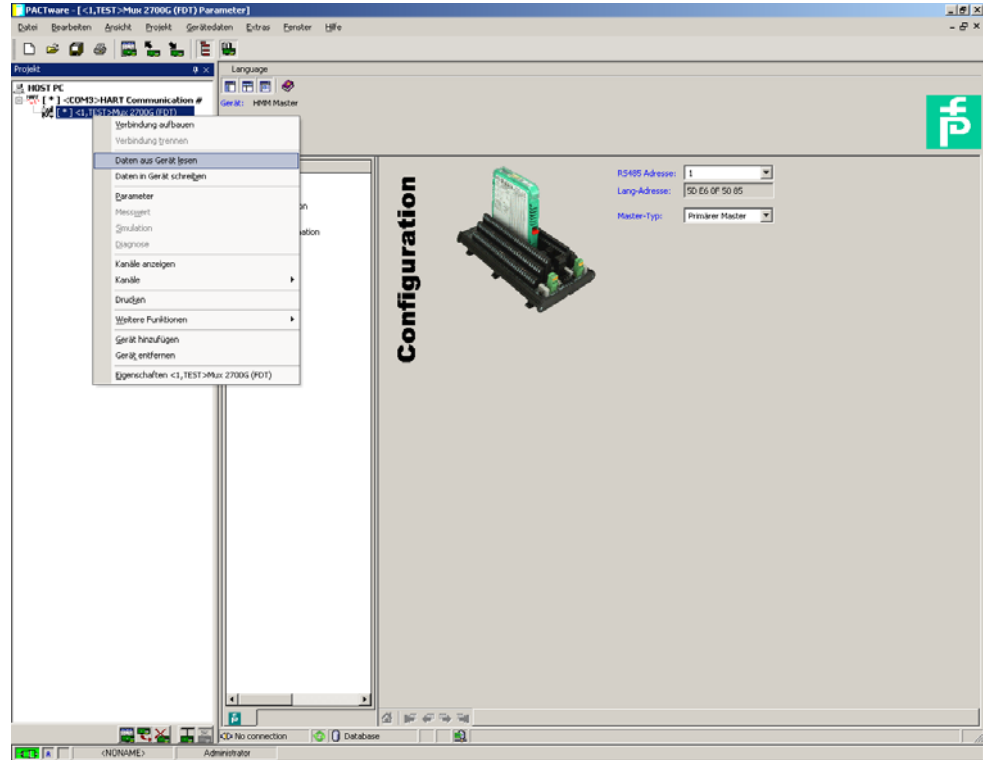 PACTware - [ <1,TEST>Mux 2700G (FDT) Parameter]
Datei Bearbeiten Ansicht Projekt Gerätedaten Extras Fenster Hilfe
Projekt
Language
HOST PC
[ * ] <COM3>HART Communication #
[ * ] <1,TEST>Mux 2700G (FDT)
Gerät: HMM Master
Verbindung aufbauen
Verbindung trennen
Daten aus Gerät lesen
Daten in Gerät schreiben
Parameter
Messwert
Simulation
Diagnose
Kanäle anzeigen
Kanäle
Drucken
Weitere Funktionen
Gerät hinzufügen
Gerät entfernen
Eigenschaften <1,TEST>Mux 2700G (FDT)
on
ation
Configuration
RS485 Adresse: 1
Lang-Adresse: 5D E6 0F 50 85
Master-Typ: Primärer Master
No connection Database
<NONAME> Administrator